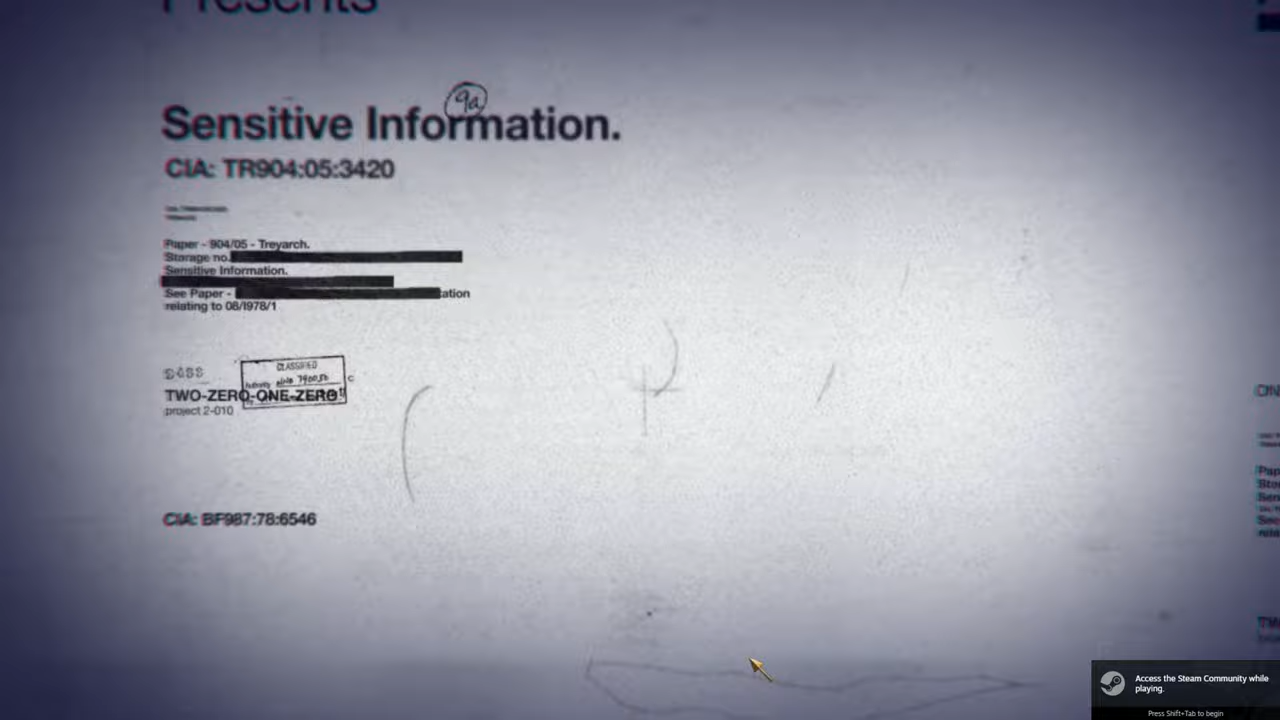 Presents
9a
Sensitive Information.
CIA: TR904:05:3420
Paper - 904/05 - Treyarch.
Storage no.
Sensitive Information.
See Paper - ation
relating to 08/1978/1
CLASSIFIED
Authority
TWO-ZERO-ONE-ZERO
project 2-010
CIA: BF987:78:6546
Access the Steam Community while
playing.
Press Shift+Tab to begin